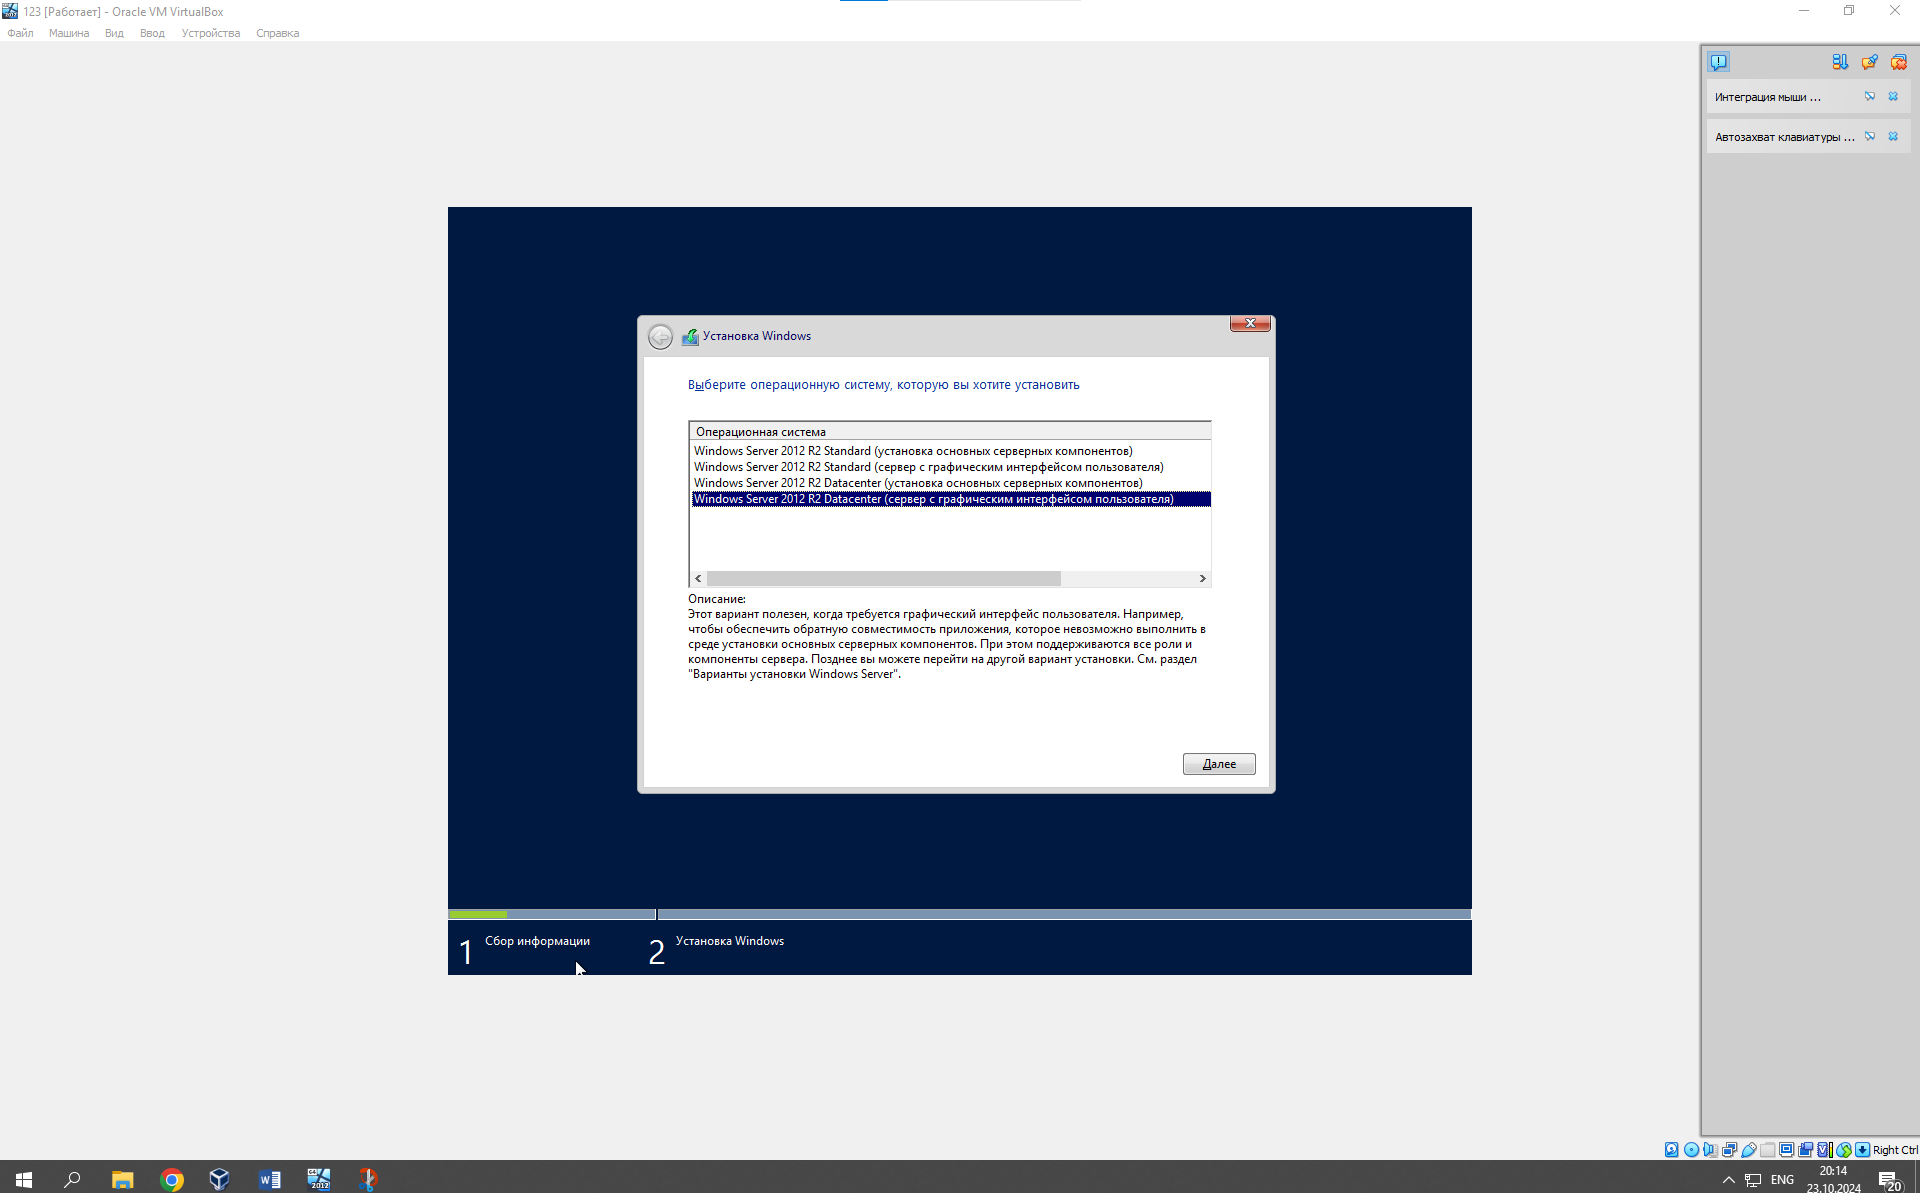 123 [Работает] - Oracle VM VirtualBox
Файл Машина Вид Ввод Устройства Справка
Интеграция мыши ...
Автозахват клавиатуры ...
Установка Windows
Выберите операционную систему, которую вы хотите установить
Операционная система
Windows Server 2012 R2 Standard (установка основных серверных компонентов)
Windows Server 2012 R2 Standard (сервер с графическим интерфейсом пользователя)
Windows Server 2012 R2 Datacenter (установка основных серверных компонентов)
Windows Server 2012 R2 Datacenter (сервер с графическим интерфейсом пользователя)
Описание:
Этот вариант полезен, когда требуется графический интерфейс пользователя. Например,
чтобы обеспечить обратную совместимость приложения, которое невозможно выполнить в
среде установки основных серверных компонентов. При этом поддерживаются все роли и
компоненты сервера. Позднее вы можете перейти на другой вариант установки. См. раздел
"Варианты установки Windows Server".
Далее
1 Сбор информации 2 Установка Windows
Right Ctrl
2012
ENG
20:14
23.10.2024
20